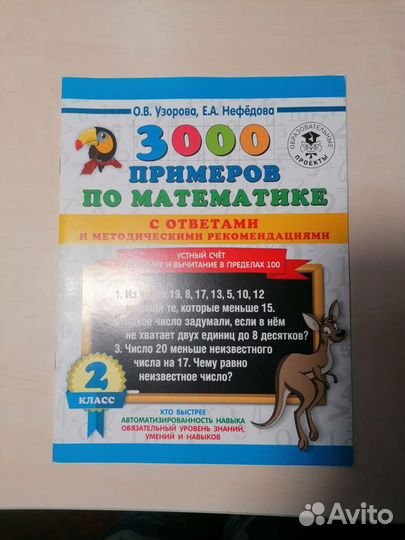 О.В. Узорова, Е.А. Нефёдова
3000
ПРИМЕРОВ
ПО МАТЕМАТИКЕ
С ОТВЕТАМИ
И МЕТОДИЧЕСКИМИ РЕКОМЕНДАЦИЯМИ
ОБРАЗОВАТЕЛЬНЫЕ
ПРОЕКТЫ
УСТНЫЙ СЧЁТ
И ВЫЧИТАНИЕ В ПРЕДЕЛАХ 100
1. Из 19, 8, 17, 13, 5, 10, 12
те, которые меньше 15.
число задумали, если в нём
не хватает двух единиц до 8 десятков?
3. Число 20 меньше неизвестного
числа на 17. Чему равно
неизвестное число?
2
КЛАСС
КТО БЫСТРЕЕ
АВТОМАТИЗИРОВАННОСТЬ НАВЫКА
ОБЯЗАТЕЛЬНЫЙ УРОВЕНЬ ЗНАНИЙ,
УМЕНИЙ И НАВЫКОВ
Avito